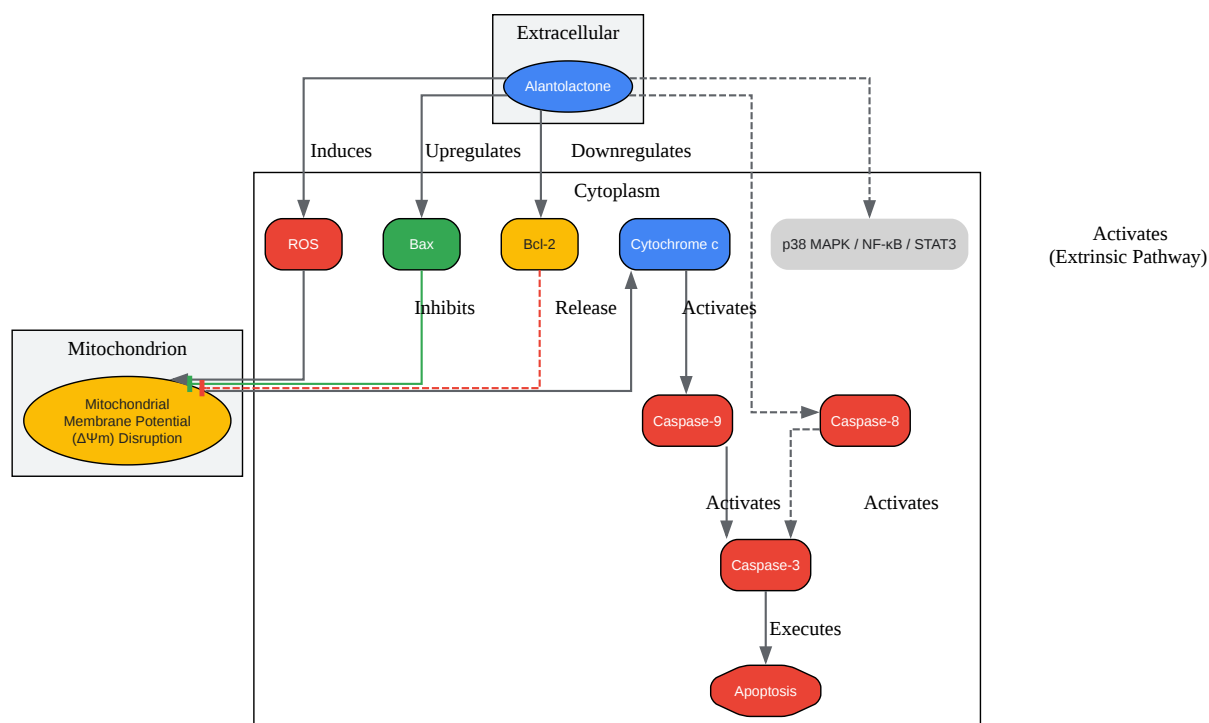 Extracellular
Alantolactone
Induces
Upregulates
Downregulates
Cytoplasm
ROS
Bax
Bcl-2
Cytochrome c
p38 MAPK / NF-κB / STAT3
Activates
(Extrinsic Pathway)
Inhibits
Release
Activates
Mitochondrion
Mitochondrial
Membrane Potential
(ΔΨm) Disruption
Caspase-9
Caspase-8
Activates
Activates
Caspase-3
Executes
Apoptosis